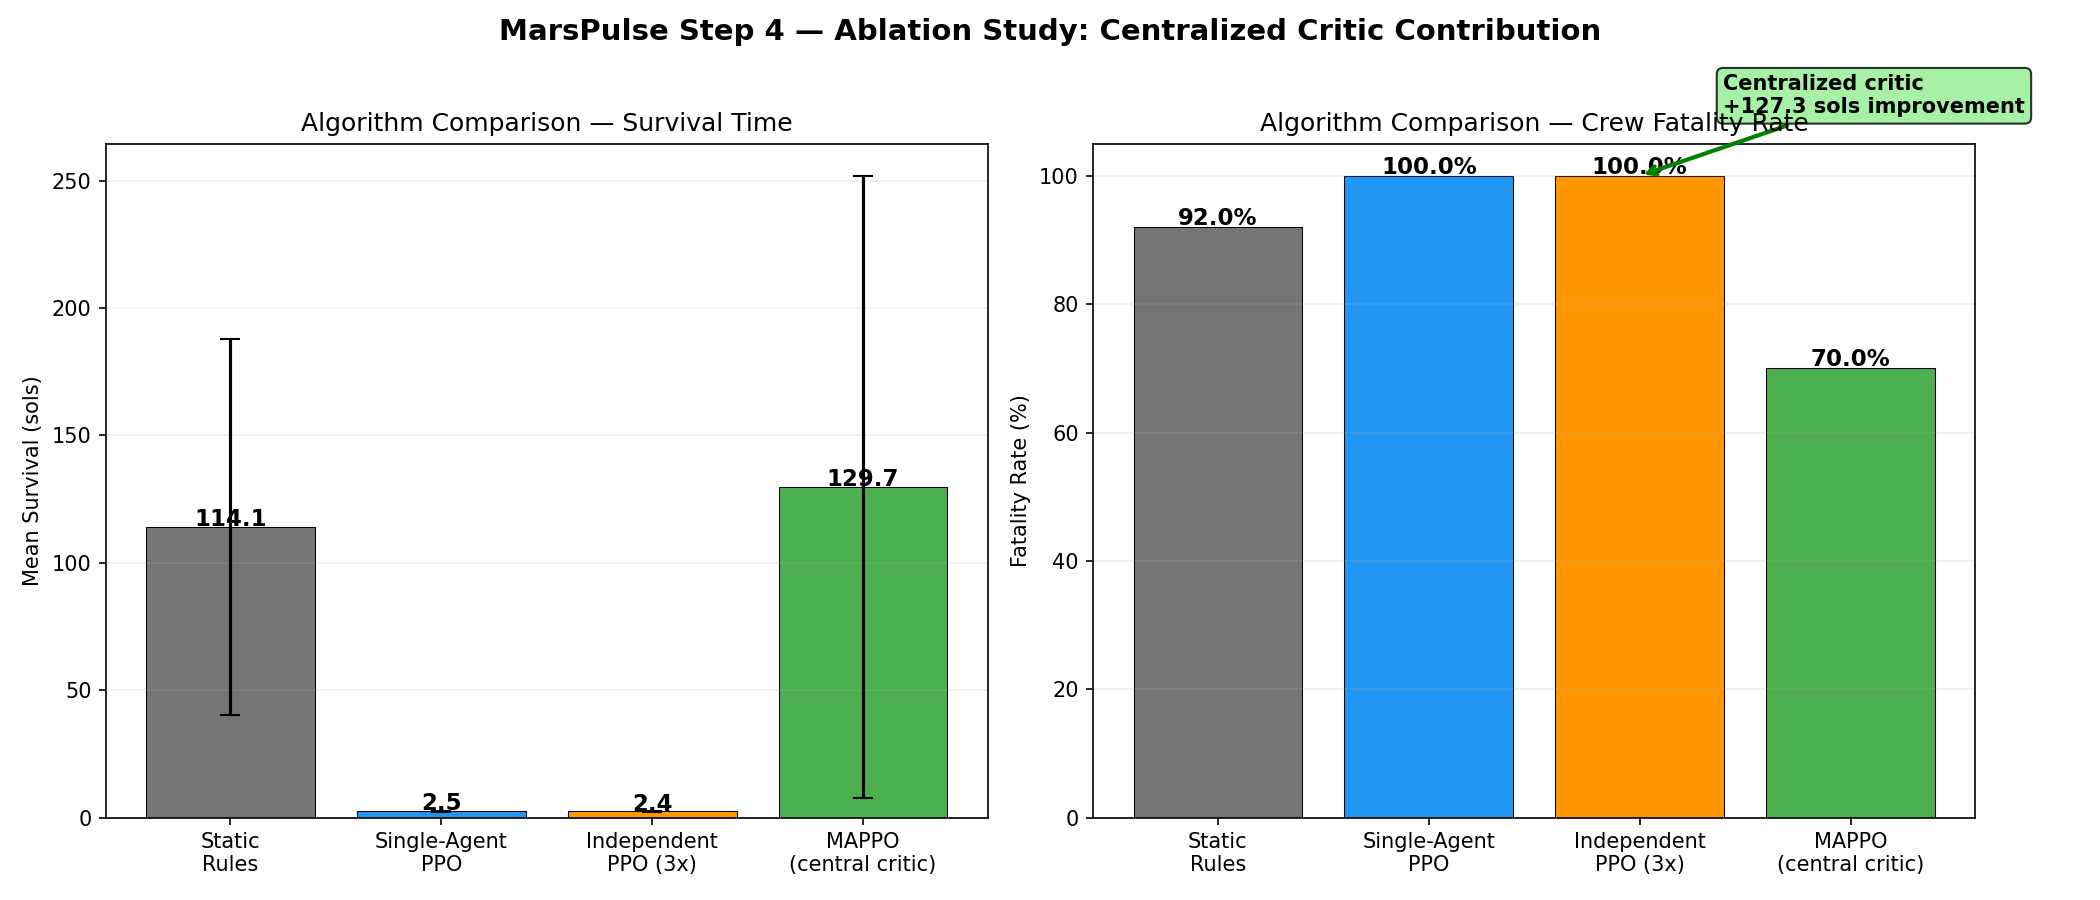 MarsPulse Step 4 — Ablation Study: Centralized Critic Contribution
Algorithm Comparison — Survival Time
Mean Survival (sols)
250
200
150
100
50
0
114.1
2.5
2.4
129.7
Static
Rules
Single-Agent
PPO
Independent
PPO (3x)
MAPPO
(central critic)
Centralized critic
+127.3 sols improvement
Algorithm Comparison — Crew Fatality Rate
Fatality Rate (%)
100
80
60
40
20
0
92.0%
100.0%
100.0%
70.0%
Static
Rules
Single-Agent
PPO
Independent
PPO (3x)
MAPPO
(central critic)